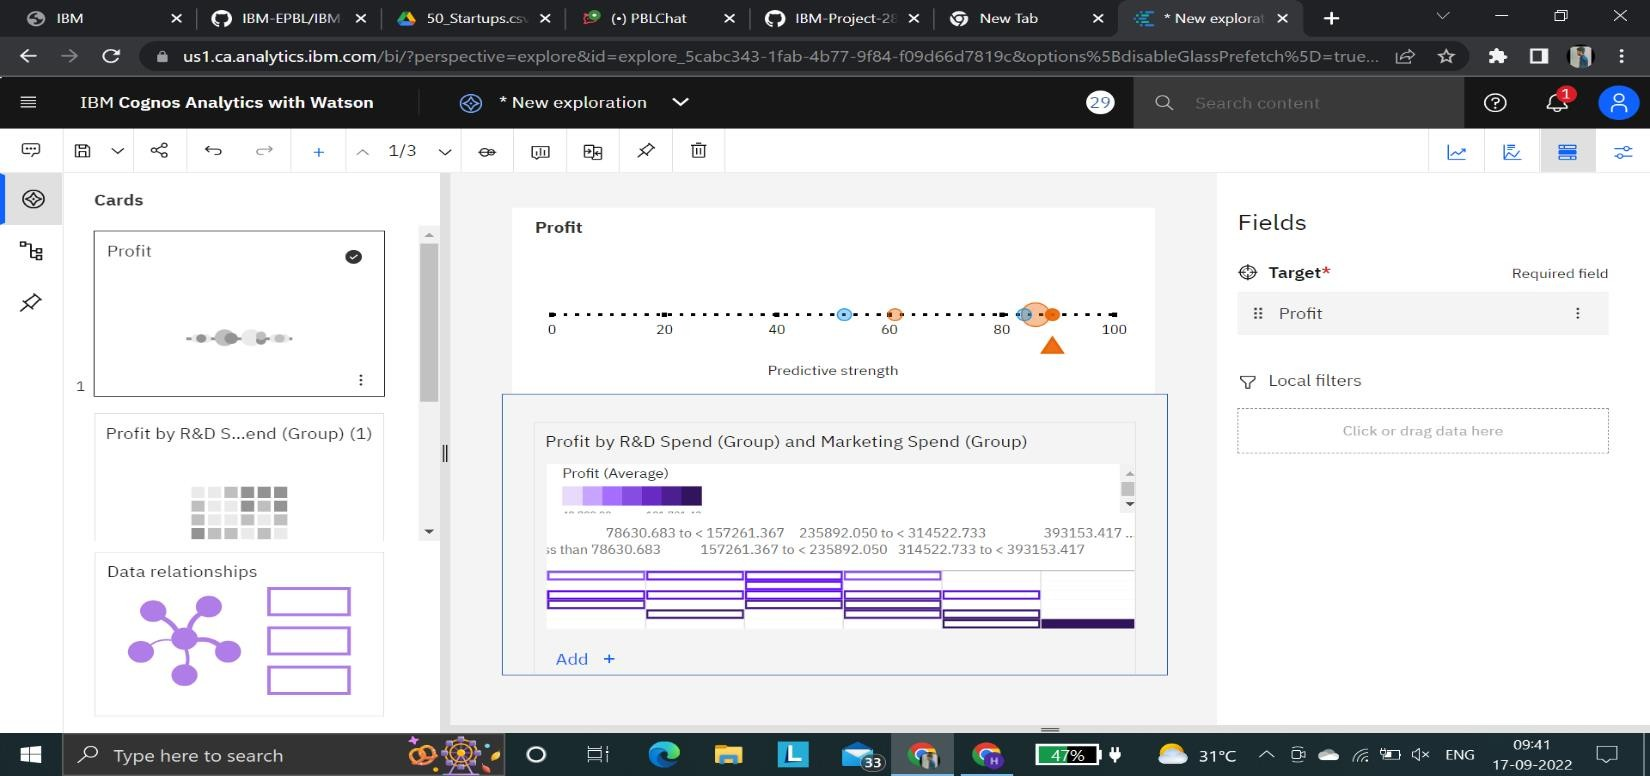 IBM
IBM-EPBL/IBM
50_Startups.csv
(•) PBLChat
IBM-Project-28
New Tab
* New explorat
us1.ca.analytics.ibm.com/bi/?perspective=explore&id=explore_5cabc343-1fab-4b77-9f84-f09d66d7819c&options%5BdisableGlassPrefetch%5D=true...
IBM Cognos Analytics with Watson
* New exploration
29
Search content
1
1/3
Cards
Profit
1
Profit by R&D S...end (Group) (1)
Data relationships
Profit
0 20 40 60 80 100
Predictive strength
Profit by R&D Spend (Group) and Marketing Spend (Group)
Profit (Average)
78630.683 to < 157261.367 235892.050 to < 314522.733 393153.417 ...
ss than 78630.683 157261.367 to < 235892.050 314522.733 to < 393153.417
Add +
Fields
Target* Required field
Profit
Local filters
Click or drag data here
Type here to search
L
33
H
47%
31°C
ENG
09:41
17-09-2022